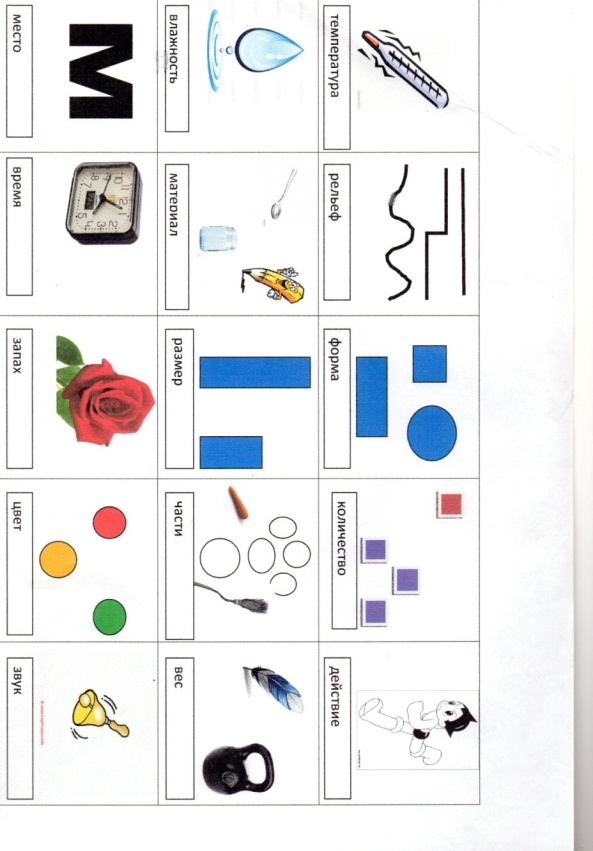 температура
рельеф
форма
количество
действие
влажность
материал
размер
части
вес
М
место
время
запах
цвет
звук